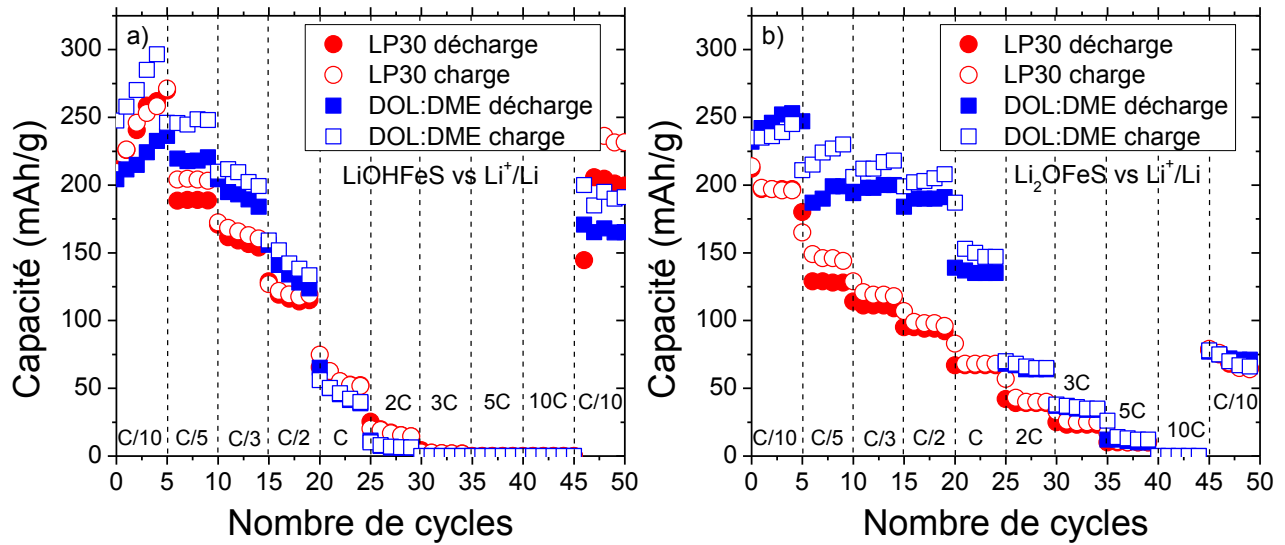 a)
LP30 décharge
LP30 charge
DOL:DME décharge
DOL:DME charge
LiOHFeS vs Li⁺/Li
Capacité (mAh/g)
300
250
200
150
100
50
0
C/10 C/5 C/3 C/2 C 2C 3C 5C 10C C/10
0 5 10 15 20 25 30 35 40 45 50
Nombre de cycles
b)
LP30 décharge
LP30 charge
DOL:DME décharge
DOL:DME charge
Li₂OFeS vs Li⁺/Li
Capacité (mAh/g)
300
250
200
150
100
50
0
C/10 C/5 C/3 C/2 C 2C 3C 5C 10C C/10
0 5 10 15 20 25 30 35 40 45 50
Nombre de cycles